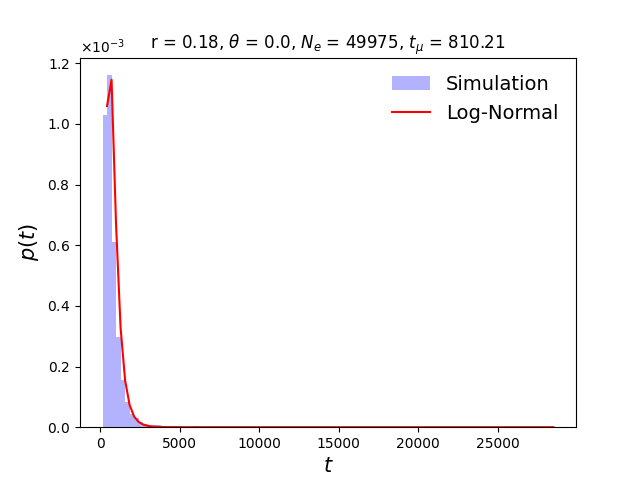 ×10⁻³
r = 0.18, θ = 0.0, Nₑ = 49975, t_μ = 810.21
1.2
1.0
0.8
0.6
0.4
0.2
0.0
p(t)
Simulation
Log-Normal
0 5000 10000 15000 20000 25000
t